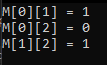 M[0][1] = 1
M[0][2] = 0
M[1][2] = 1